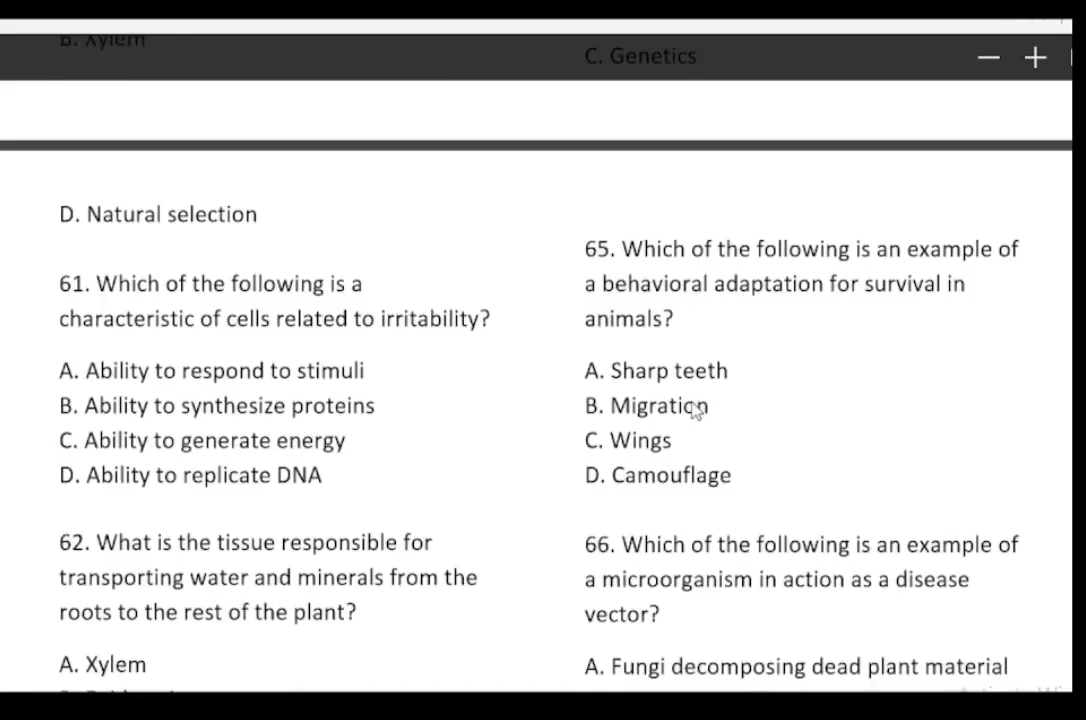 B. Xylem
C. Genetics
D. Natural selection
61. Which of the following is a
characteristic of cells related to irritability?
A. Ability to respond to stimuli
B. Ability to synthesize proteins
C. Ability to generate energy
D. Ability to replicate DNA
62. What is the tissue responsible for
transporting water and minerals from the
roots to the rest of the plant?
A. Xylem
65. Which of the following is an example of
a behavioral adaptation for survival in
animals?
A. Sharp teeth
B. Migration
C. Wings
D. Camouflage
66. Which of the following is an example of
a microorganism in action as a disease
vector?
A. Fungi decomposing dead plant material